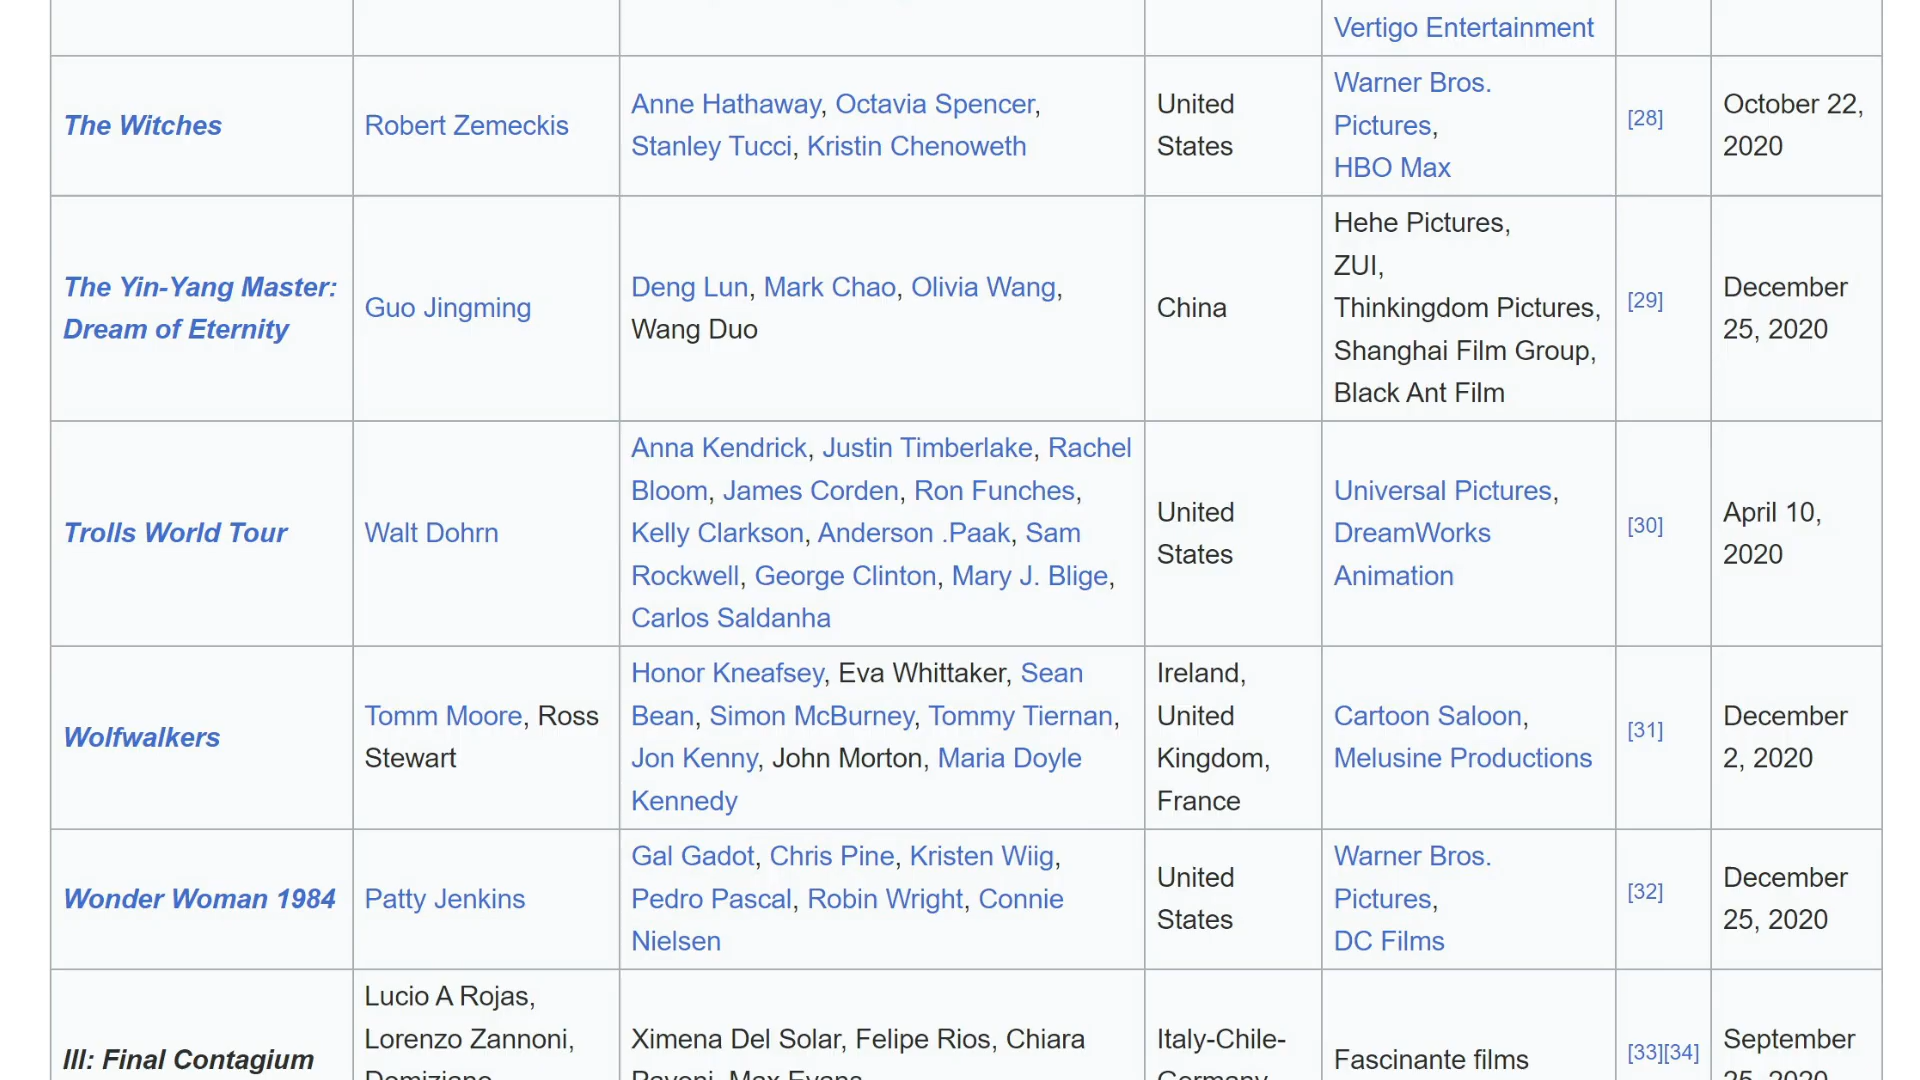 Vertigo Entertainment
The Witches
Robert Zemeckis
Anne Hathaway, Octavia Spencer,
Stanley Tucci, Kristin Chenoweth
United
States
Warner Bros.
Pictures,
HBO Max
[28]
October 22,
2020
The Yin-Yang Master:
Dream of Eternity
Guo Jingming
Deng Lun, Mark Chao, Olivia Wang,
Wang Duo
China
Hehe Pictures,
ZUI,
Thinkingdom Pictures,
Shanghai Film Group,
Black Ant Film
[29]
December
25, 2020
Trolls World Tour
Walt Dohrn
Anna Kendrick, Justin Timberlake, Rachel
Bloom, James Corden, Ron Funches,
Kelly Clarkson, Anderson .Paak, Sam
Rockwell, George Clinton, Mary J. Blige,
Carlos Saldanha
United
States
Universal Pictures,
DreamWorks
Animation
[30]
April 10,
2020
Wolfwalkers
Tomm Moore, Ross
Stewart
Honor Kneafsey, Eva Whittaker, Sean
Bean, Simon McBurney, Tommy Tiernan,
Jon Kenny, John Morton, Maria Doyle
Kennedy
Ireland,
United
Kingdom,
France
Cartoon Saloon,
Melusine Productions
[31]
December
2, 2020
Wonder Woman 1984
Patty Jenkins
Gal Gadot, Chris Pine, Kristen Wiig,
Pedro Pascal, Robin Wright, Connie
Nielsen
United
States
Warner Bros.
Pictures,
DC Films
[32]
December
25, 2020
III: Final Contagium
Lucio A Rojas,
Lorenzo Zannoni,
Domiziano
Ximena Del Solar, Felipe Rios, Chiara
Pavoni, Max Evans
Italy-Chile-
Germany
Fascinante films
[33][34]
September
25, 2020